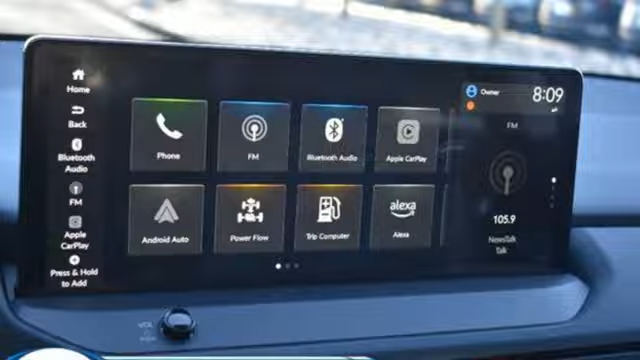 Home
Back
Bluetooth
Audio
FM
Apple
CarPlay
Press & Hold
to Add
Phone
FM
Bluetooth Audio
Apple CarPlay
Android Auto
Power Flow
Trip Computer
alexa
Alexa
Owner
8:09
FM
105.9
NewsTalk
Talk
VOL